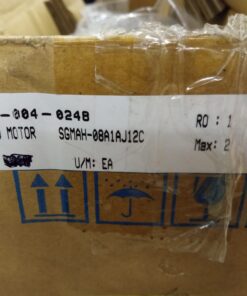 -004-0248
MOTOR SGMAH-08A1AJ12C
RO : 1
Max: 2
U/M: EA